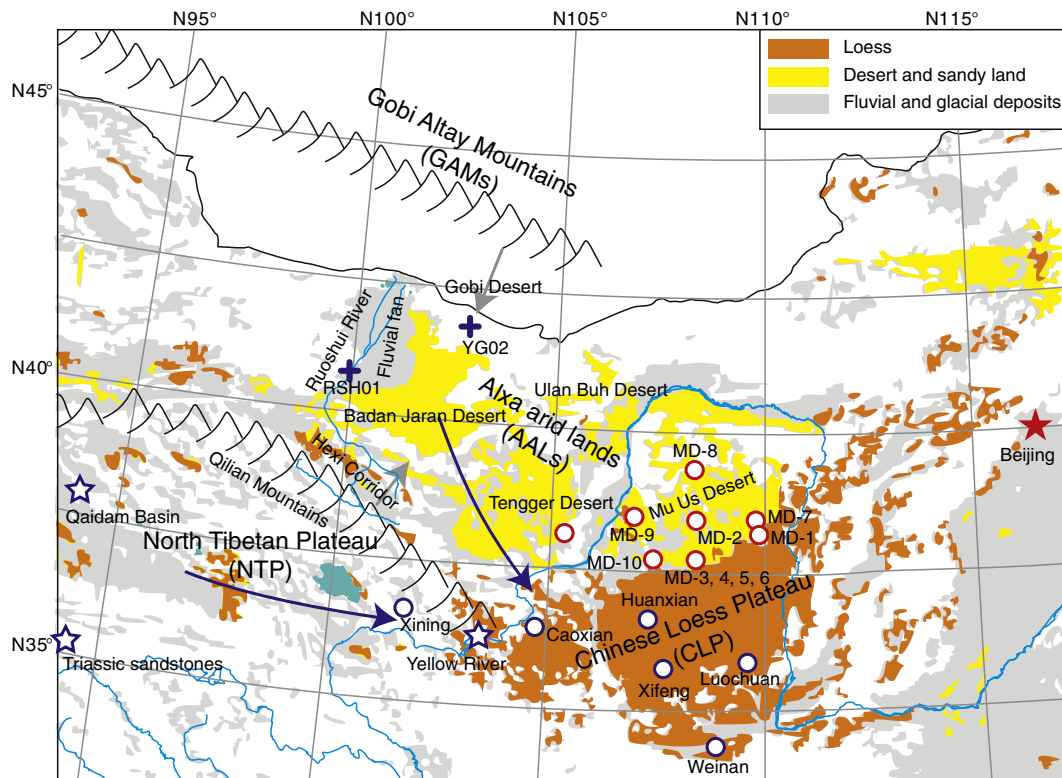 N95°
N100°
N105°
N110°
N115°
Loess
Desert and sandy land
Fluvial and glacial deposits
N45°
Gobi Altay Mountains
(GAMs)
Gobi Desert
Ruoshui River
Fluvial fan
YG02
N40°
RSH01
Ulan Buh Desert
Badan Jaran Desert
Alxa arid lands
(AALs)
Beijing
MD-8
Hexi Corridor
Qilian Mountains
Tengger Desert
Mu Us Desert
Qaidam Basin
MD-7
MD-9
MD-2
MD-1
North Tibetan Plateau
(NTP)
MD-10
MD-3, 4, 5, 6
Huanxian
Chinese Loess Plateau
(CLP)
Xining
Caoxian
N35°
Triassic sandstones
Yellow River
Luochuan
Xifeng
Weinan